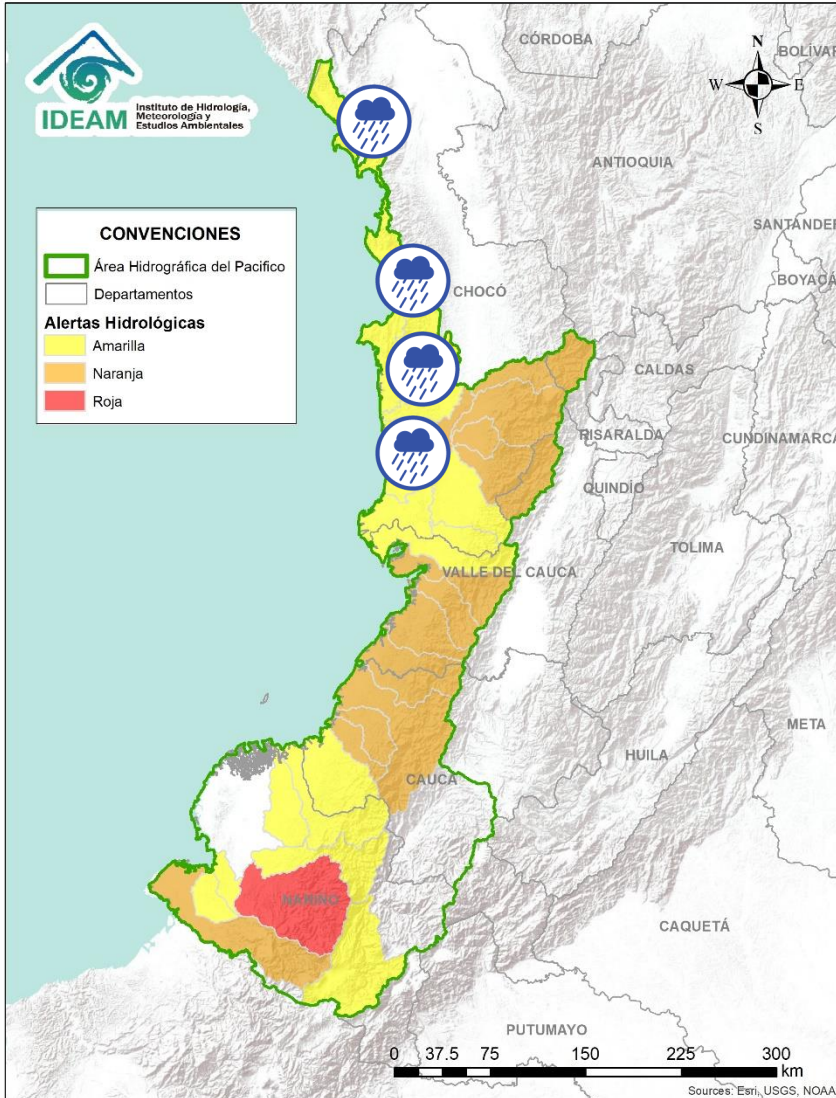 CÓRDOBA
BOLÍVAR
N
W E
S
IDEAM
Instituto de Hidrología,
Meteorología y
Estudios Ambientales
ANTIOQUIA
SANTANDER
CONVENCIONES
Área Hidrográfica del Pacifico
Departamentos
Alertas Hidrológicas
Amarilla
Naranja
Roja
BOYACÁ
CHOCÓ
CALDAS
RISARALDA
CUNDINAMARCA
QUINDÍO
TOLIMA
VALLE DEL CAUCA
META
HUILA
CAUCA
NARIÑO
CAQUETÁ
PUTUMAYO
0 37.5 75 150 225 300
km
Sources: Esri, USGS, NOAA